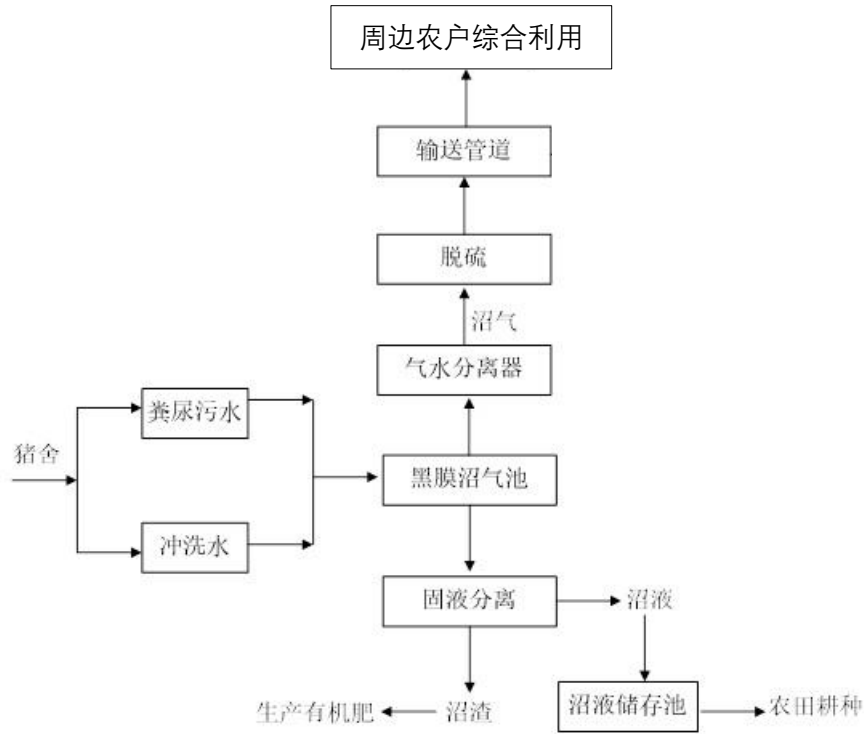 周边农户综合利用
输送管道
脱硫
沼气
气水分离器
猪舍
粪尿污水
黑膜沼气池
冲洗水
固液分离
沼液
生产有机肥
沼渣
沼液储存池
农田耕种